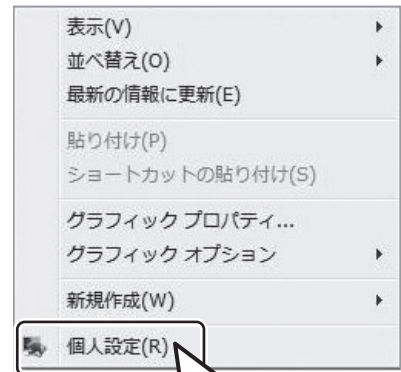 表示(V)
並べ替え(O)
最新の情報に更新(E)
貼り付け(P)
ショートカットの貼り付け(S)
グラフィック プロパティ...
グラフィック オプション
新規作成(W)
個人設定(R)